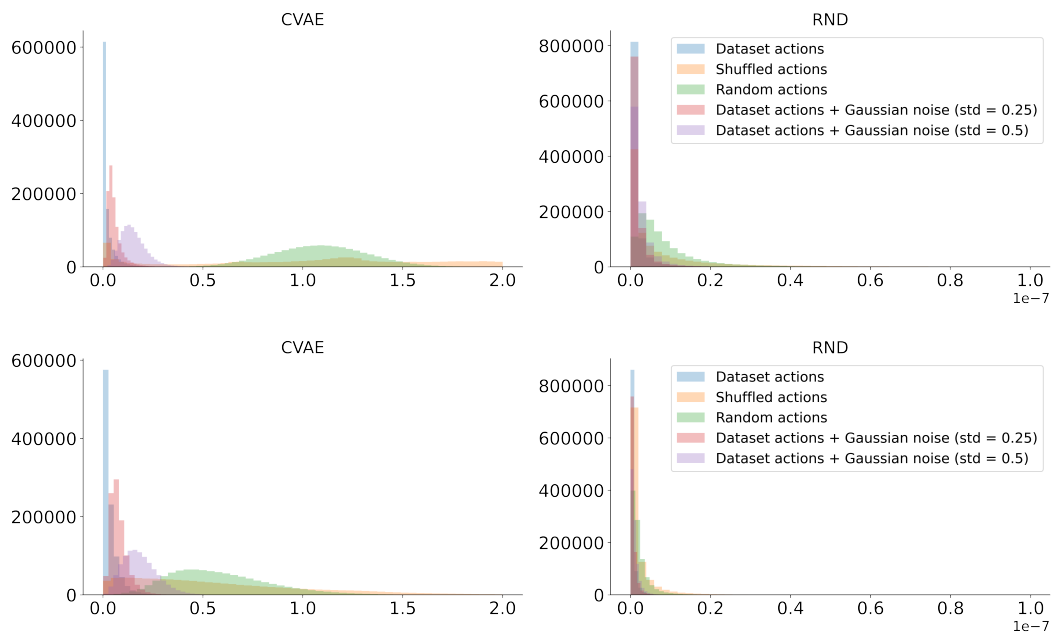 CVAE
600000
400000
200000
0
0.0 0.5 1.0 1.5 2.0
RND
800000
600000
400000
200000
0
0.0 0.2 0.4 0.6 0.8 1.0
1e−7
Dataset actions
Shuffled actions
Random actions
Dataset actions + Gaussian noise (std = 0.25)
Dataset actions + Gaussian noise (std = 0.5)
CVAE
600000
400000
200000
0
0.0 0.5 1.0 1.5 2.0
RND
800000
600000
400000
200000
0
0.0 0.2 0.4 0.6 0.8 1.0
1e−7
Dataset actions
Shuffled actions
Random actions
Dataset actions + Gaussian noise (std = 0.25)
Dataset actions + Gaussian noise (std = 0.5)